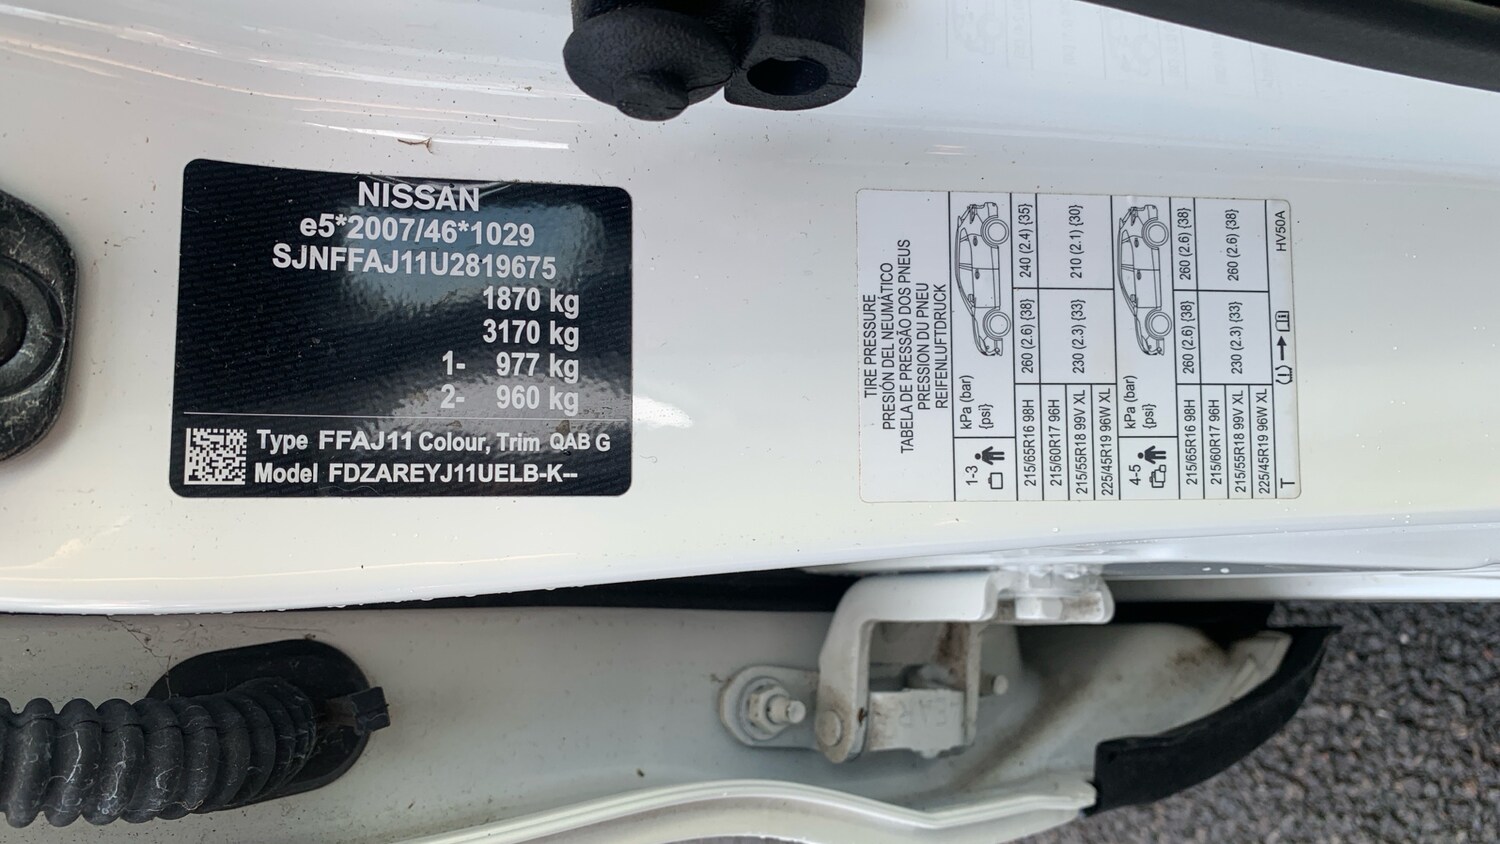 NISSAN
e5*2007/46*1029
SJNFFAJ11U2819675
1870 kg
3170 kg
1- 977 kg
2- 960 kg
Type FFAJ11 Colour, Trim QAB G
Model FDZAREYJ11UELB-K--
TIRE PRESSURE
PRESIÓN DEL NEUMÁTICO
TABELA DE PRESSÃO DOS PNEUS
PRESSION DU PNEU
REIFENLUFTDRUCK
1-3 kPa (bar) {psi}
215/65R16 98H 260 (2.6) {38} 240 (2.4) {35}
215/60R17 96H
215/55R18 99V XL 230 (2.3) {33} 210 (2.1) {30}
225/45R19 96W XL
4-5 kPa (bar) {psi}
215/65R16 98H 260 (2.6) {38} 260 (2.6) {38}
215/60R17 96H
215/55R18 99V XL 230 (2.3) {33} 260 (2.6) {38}
225/45R19 96W XL
T HV50A